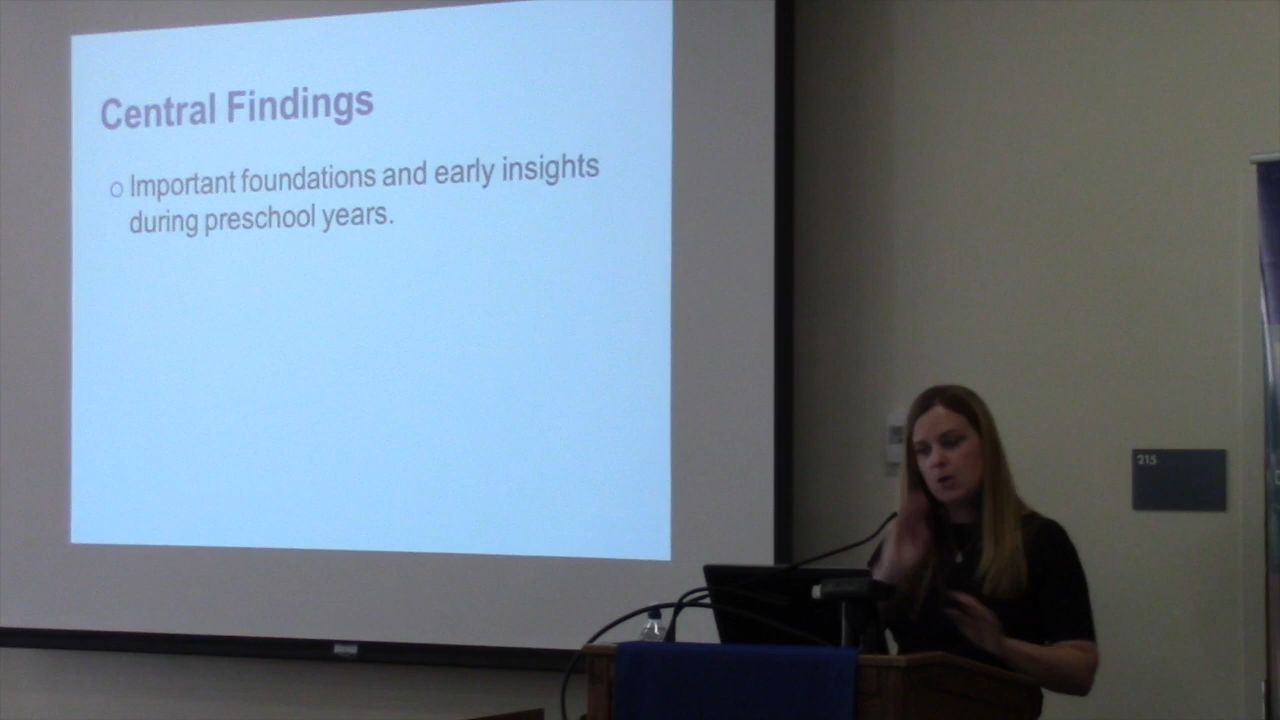 Central Findings
o Important foundations and early insights
during preschool years.
215